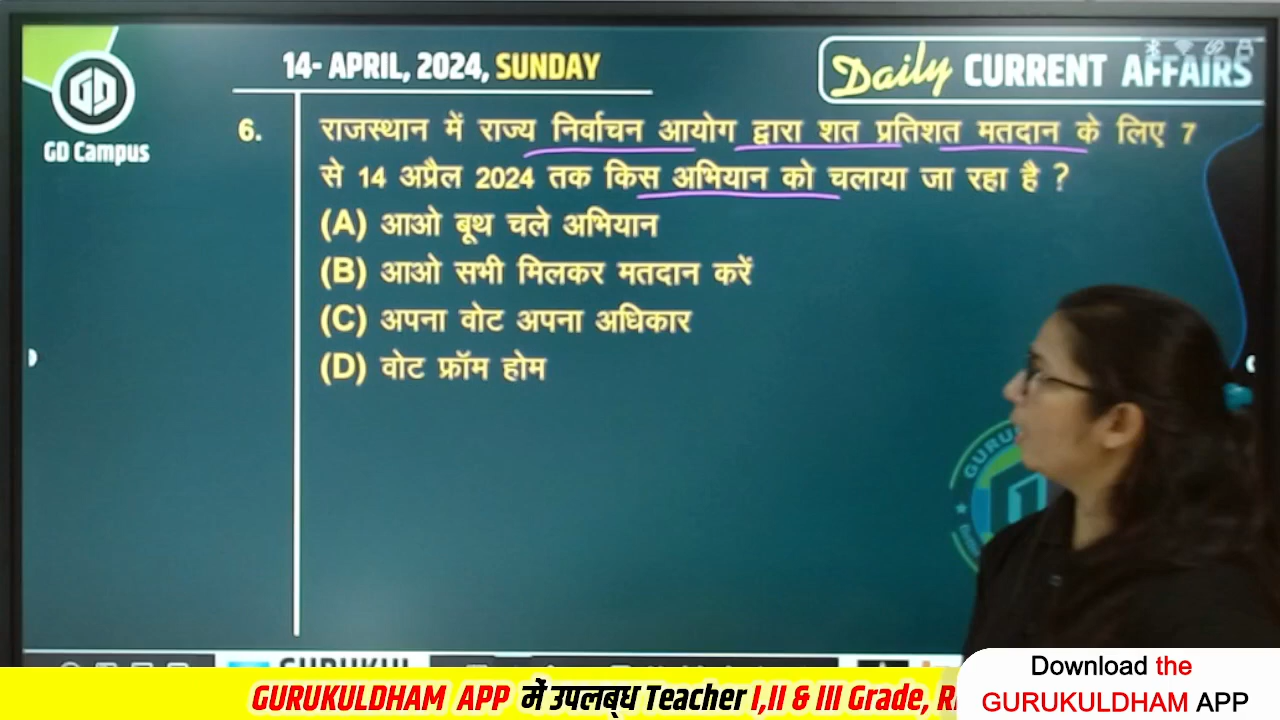 14- APRIL, 2024, SUNDAY
Daily CURRENT AFFAIRS
GD Campus
6. राजस्थान में राज्य निर्वाचन आयोग द्वारा शत प्रतिशत मतदान के लिए 7
से 14 अप्रैल 2024 तक किस अभियान को चलाया जा रहा है ?
(A) आओ बूथ चले अभियान
(B) आओ सभी मिलकर मतदान करें
(C) अपना वोट अपना अधिकार
(D) वोट फ्रॉम होम
GURUKUL
GURUKULDHAM APP में उपलब्ध Teacher I,II & III Grade,
Download the
GURUKULDHAM APP